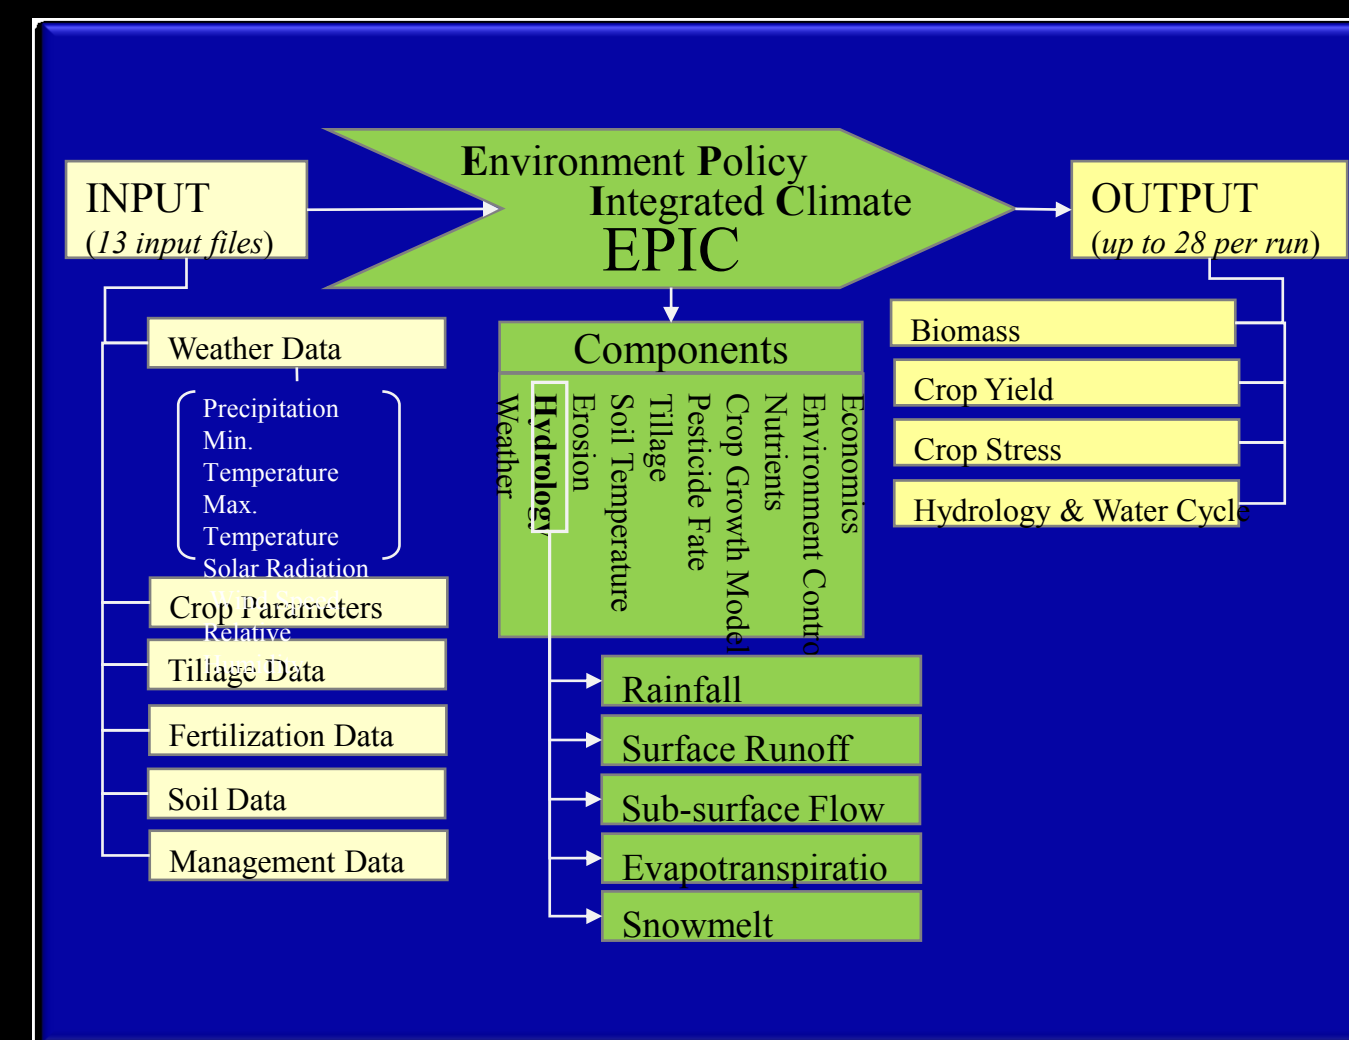 Environment Policy
Integrated Climate
EPIC
INPUT
(13 input files)
OUTPUT
(up to 28 per run)
Weather Data
Precipitation
Min.
Temperature
Max.
Temperature
Solar Radiation
Wind Speed
Relative
Crop Parameters
Tillage Data
Fertilization Data
Soil Data
Management Data
Components
Weather
Hydrology
Erosion
Soil Temperature
Tillage
Pesticide Fate
Crop Growth Model
Nutrients
Environment Contro
Economics
Rainfall
Surface Runoff
Sub-surface Flow
Evapotranspiratio
Snowmelt
Biomass
Crop Yield
Crop Stress
Hydrology & Water Cycle